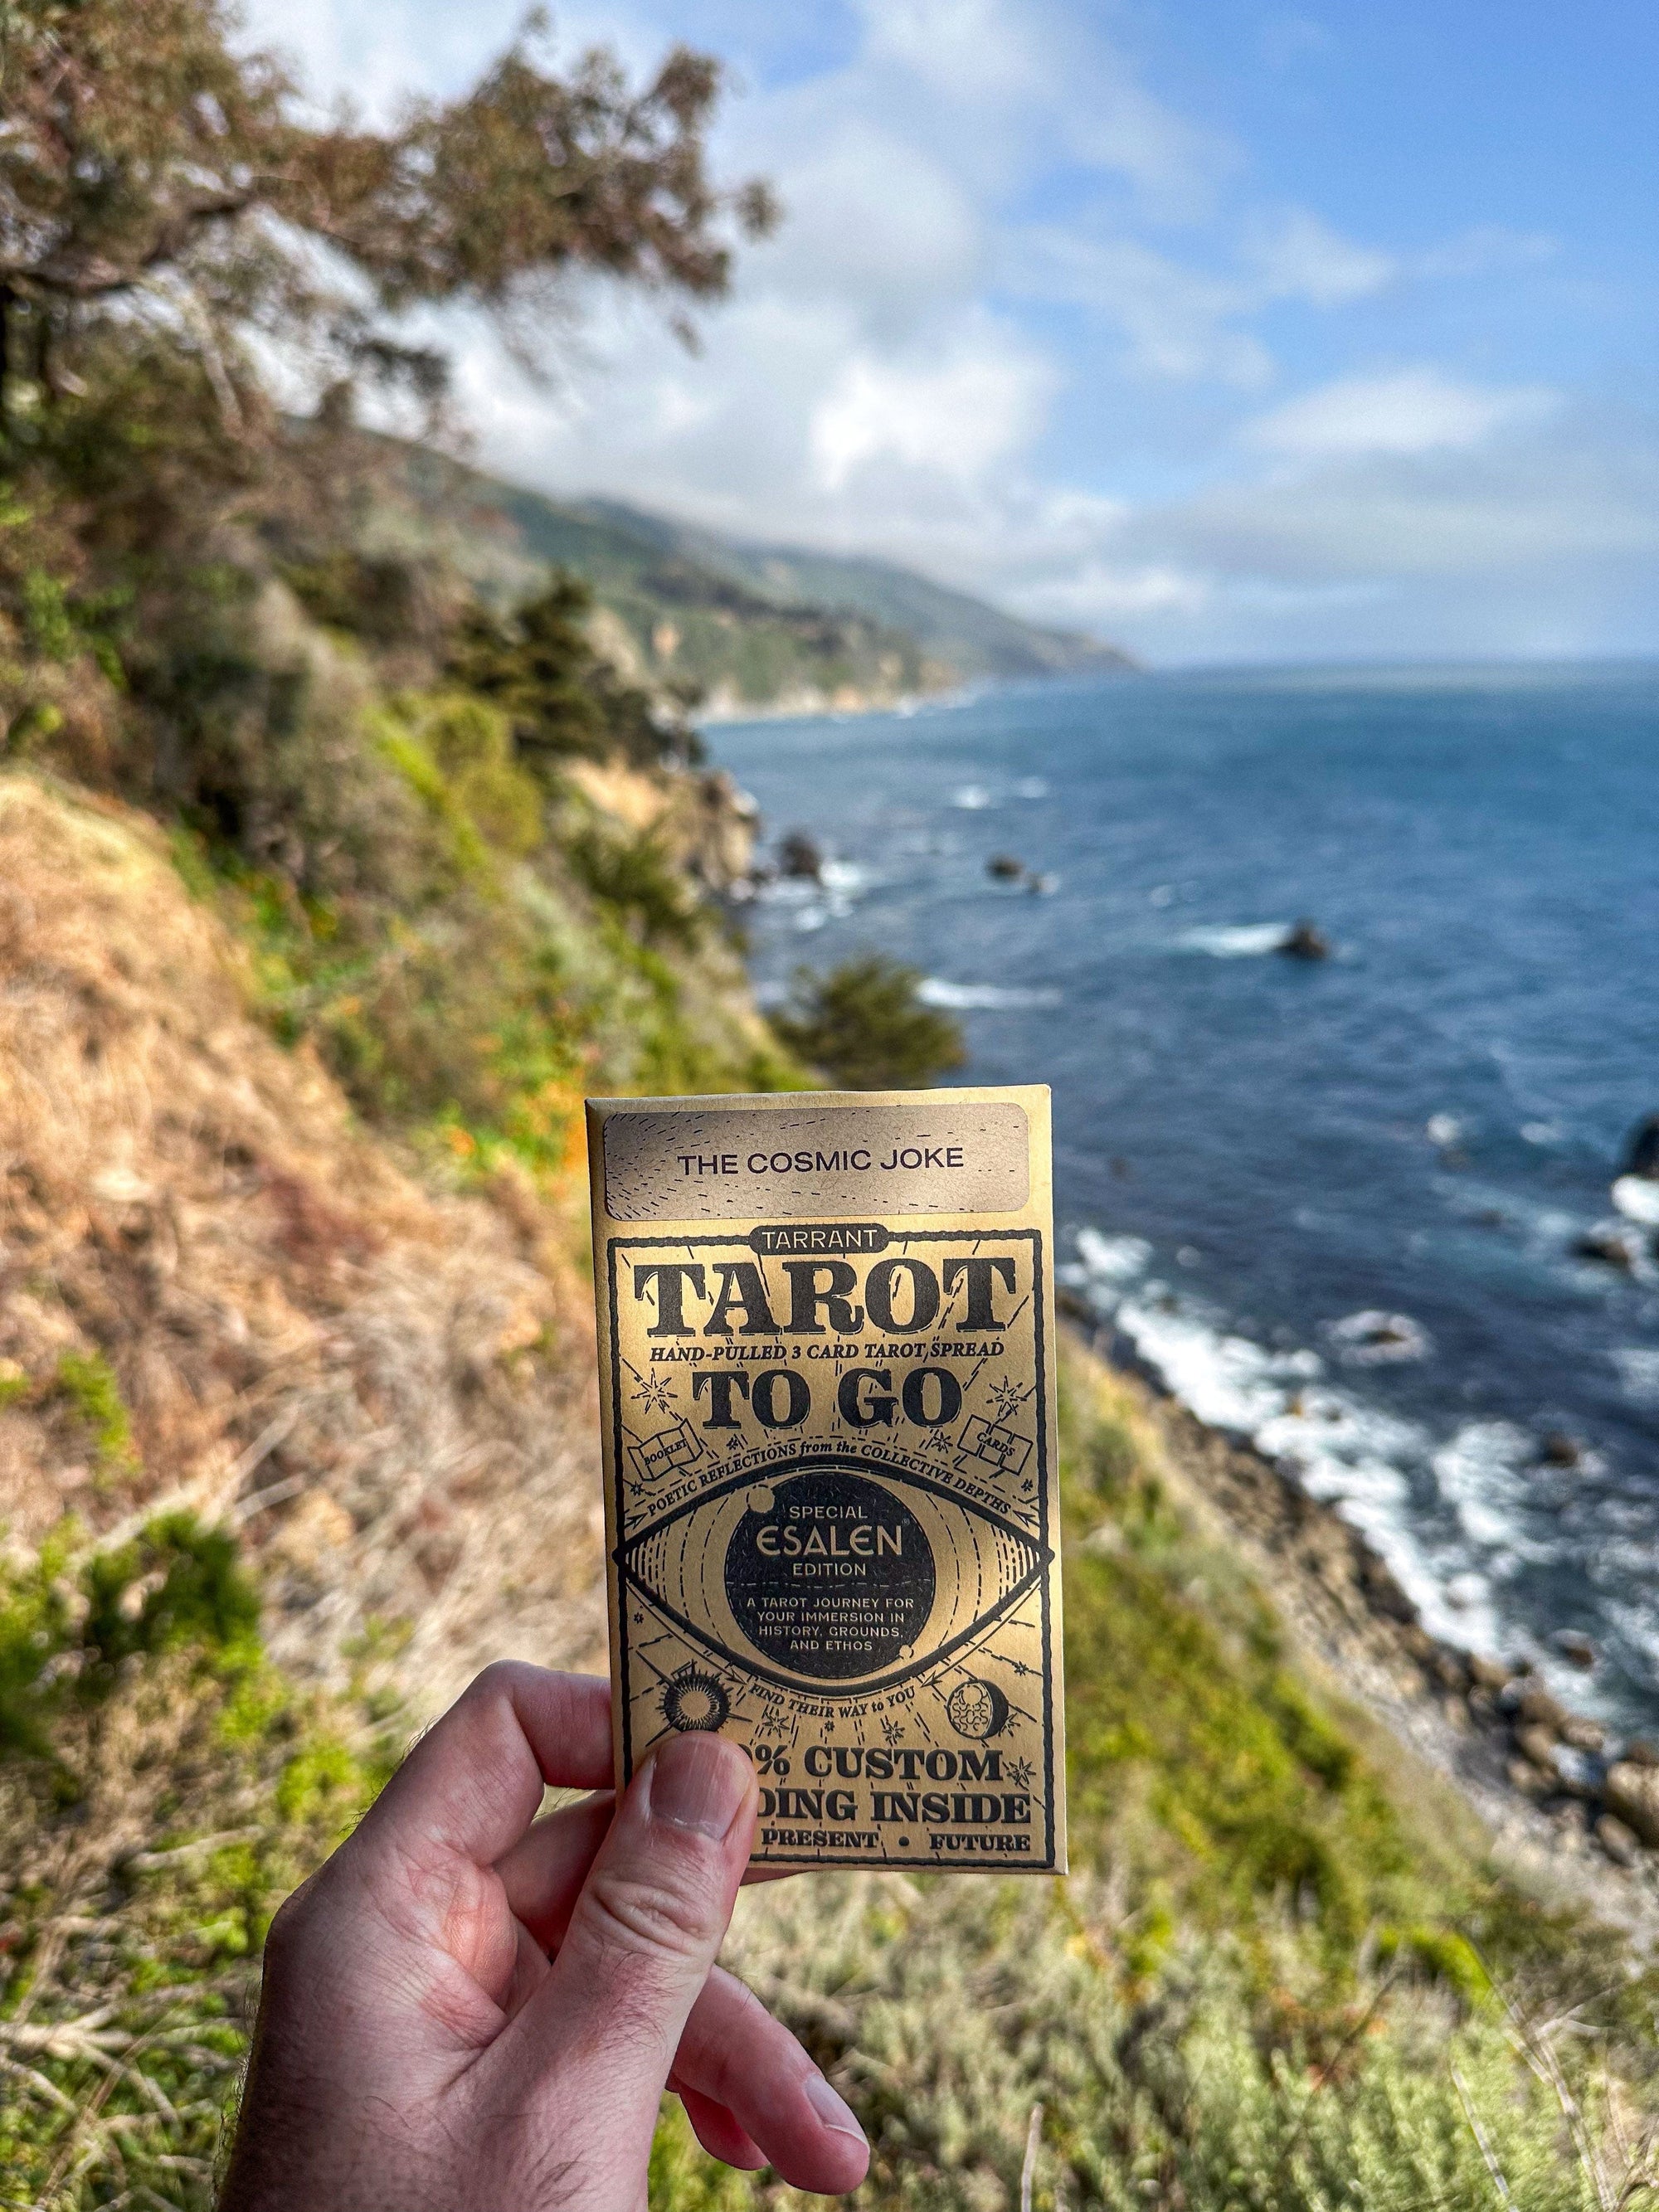 THE COSMIC JOKE
TARRANT
TAROT
HAND-PULLED 3 CARD TAROT SPREAD
TO GO
BOOKLET
CARDS
POETIC REFLECTIONS from the COLLECTIVE DEPTHS
SPECIAL
ESALEN®
EDITION
A TAROT JOURNEY FOR
YOUR IMMERSION IN
HISTORY, GROUNDS,
AND ETHOS
FIND THEIR WAY to YOU
% CUSTOM
DING INSIDE
PRESENT • FUTURE